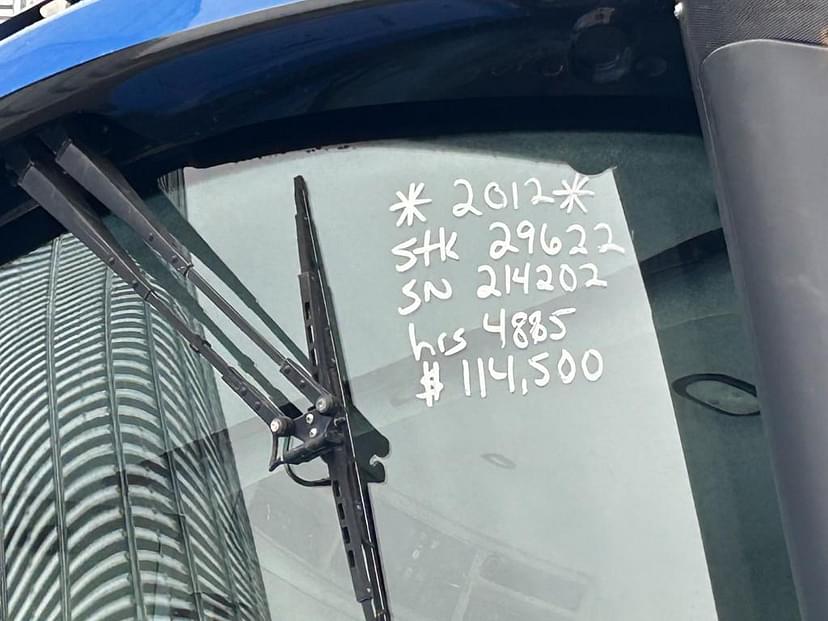 * 2012 *
Stk 29622
SN 214202
hrs 4885
$ 114,500